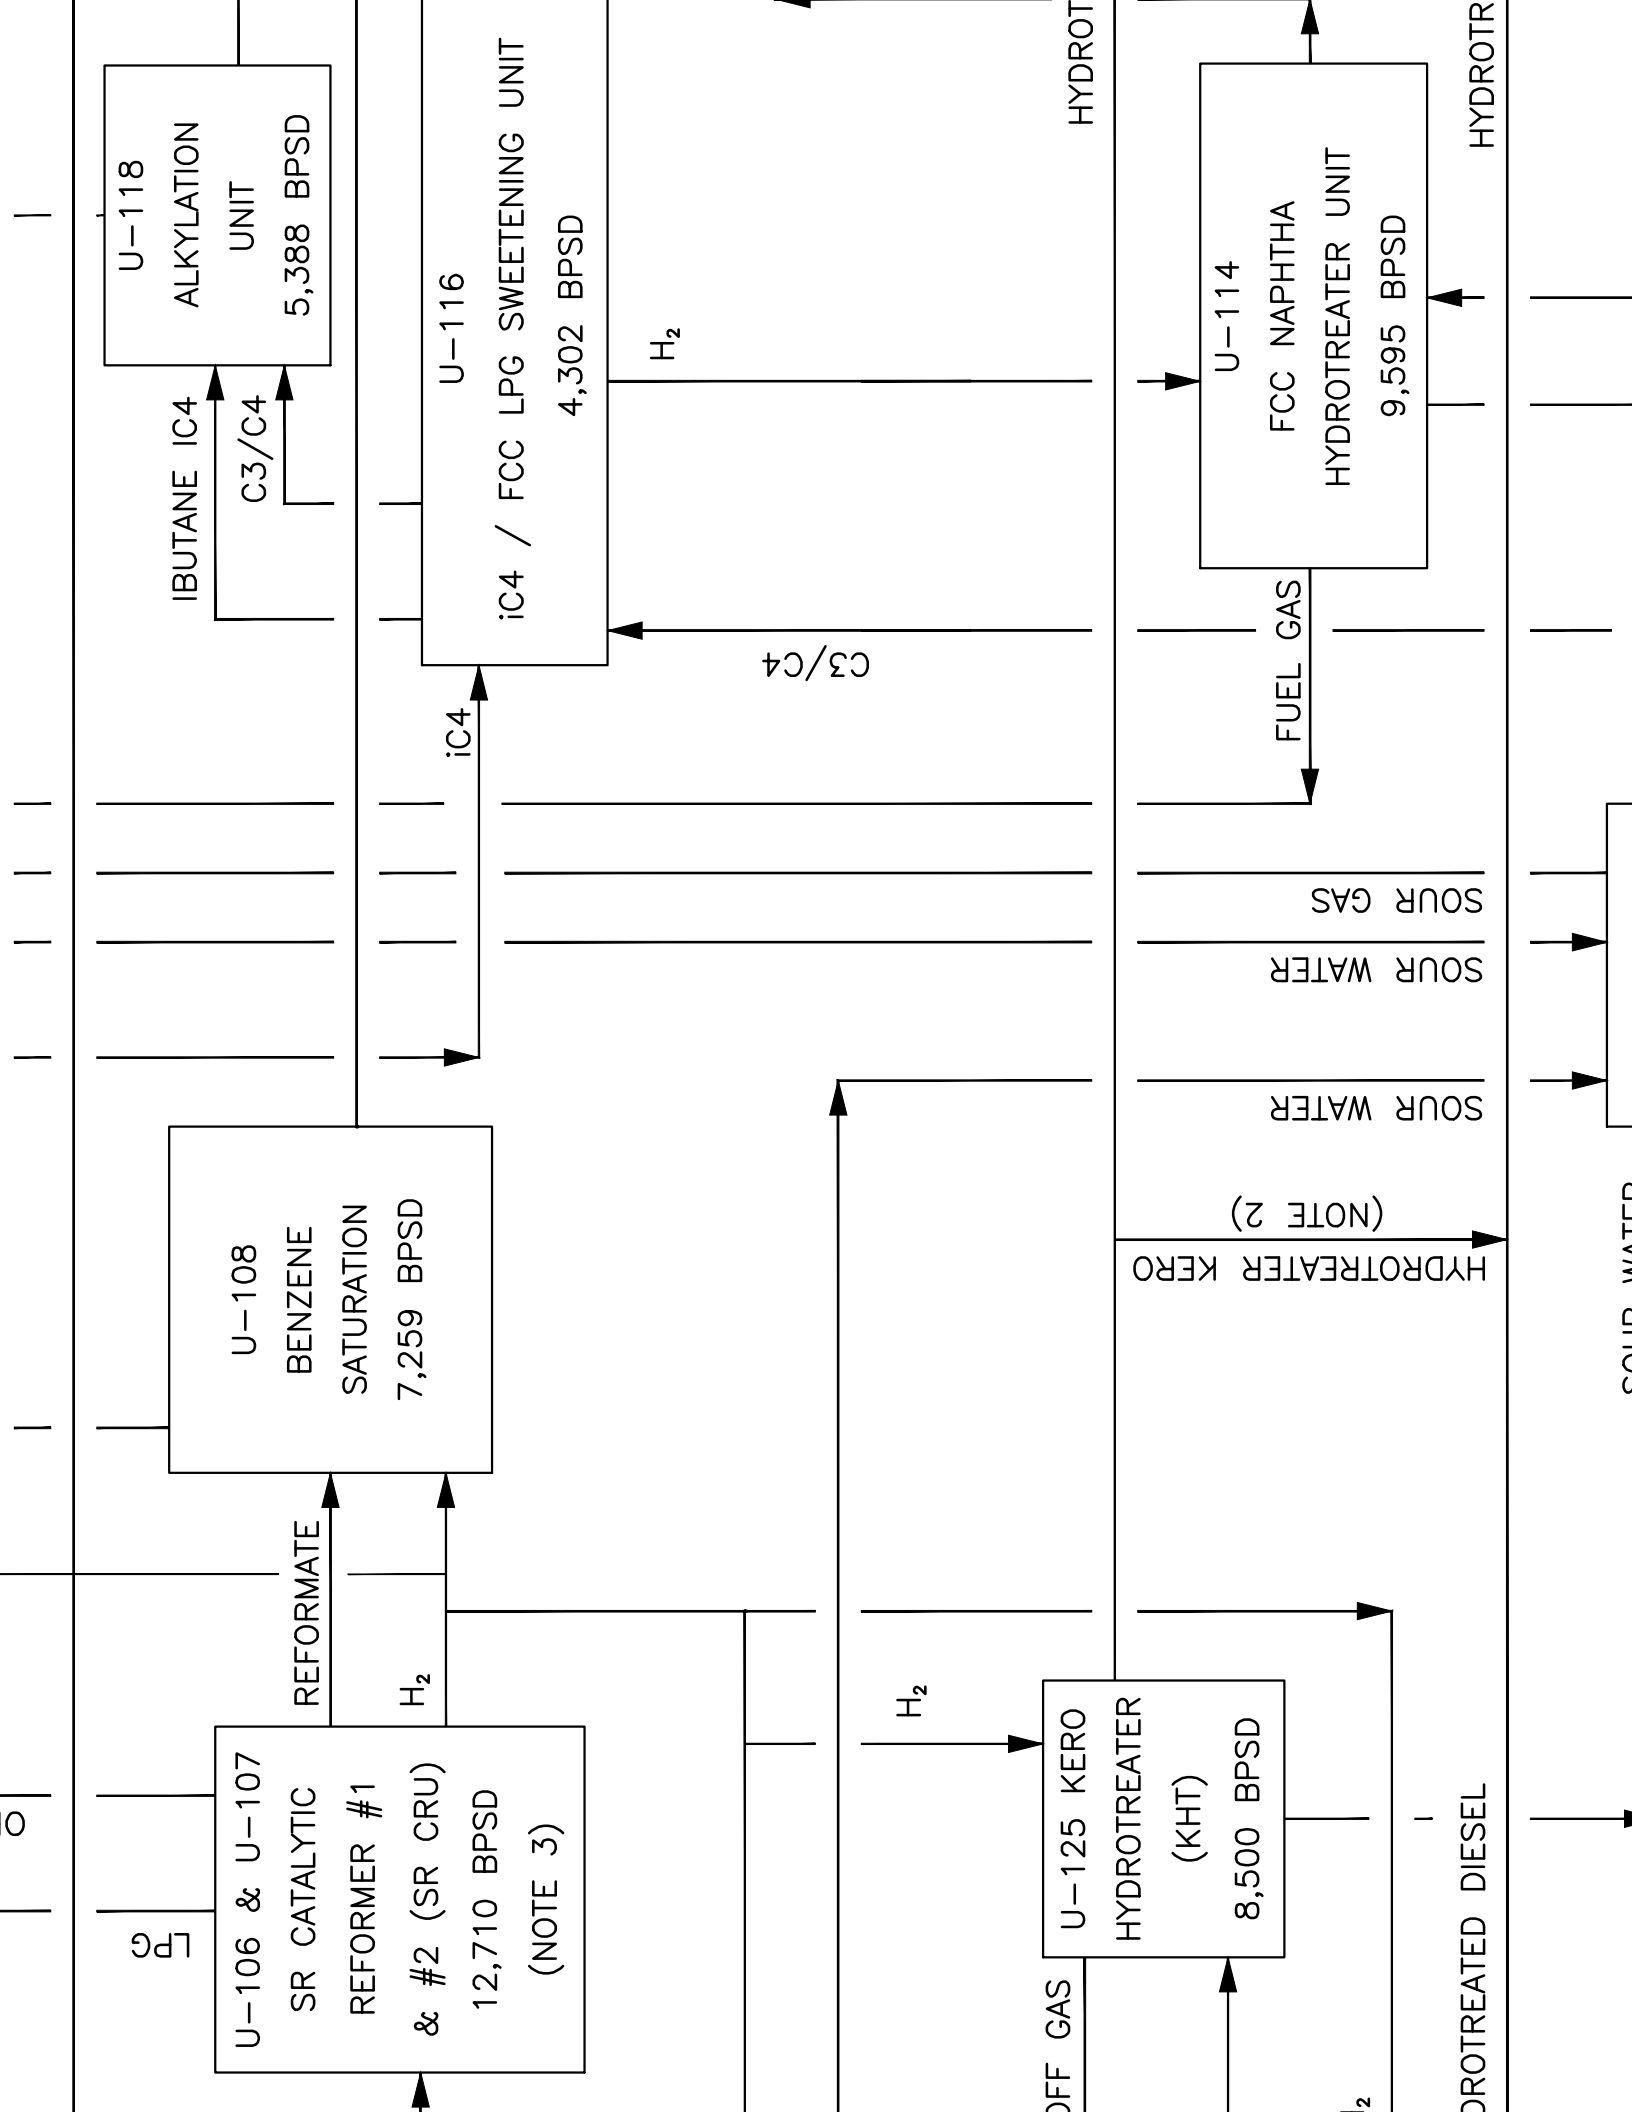 U-118
ALKYLATION
UNIT
5,388 BPSD
IBUTANE IC4
C3/C4
U-116
iC4 / FCC LPG SWEETENING UNIT
4,302 BPSD
H₂
HYDROT
U-114
FCC NAPHTHA
HYDROTREATER UNIT
9,595 BPSD
HYDROTR
C3/C4
FUEL GAS
iC4
SOUR GAS
SOUR WATER
SOUR WATER
(NOTE 2)
HYDROTREATER KERO
SOUR WATER
U-108
BENZENE
SATURATION
7,259 BPSD
REFORMATE
H₂
H₂
U-106 & U-107
SR CATALYTIC
REFORMER #1
& #2 (SR CRU)
12,710 BPSD
(NOTE 3)
LPG
U-125 KERO
HYDROTREATER
(KHT)
8,500 BPSD
OFF GAS
DROTREATED DIESEL